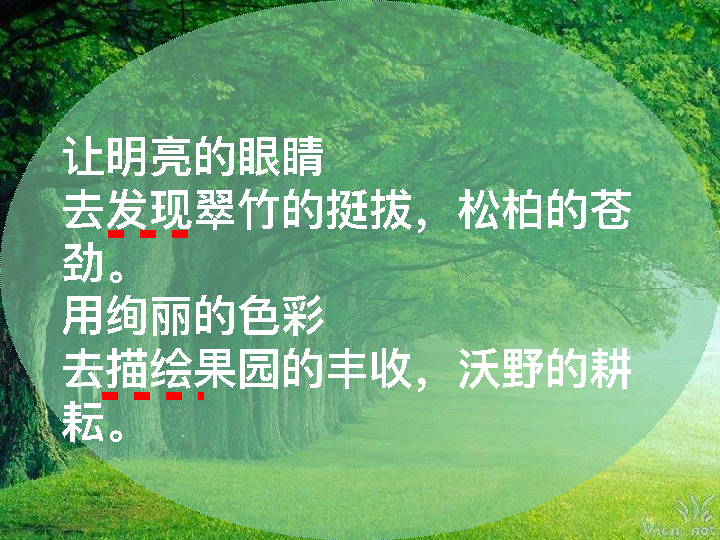 让明亮的眼睛
去发现翠竹的挺拔，松柏的苍
劲。
用绚丽的色彩
去描绘果园的丰收，沃野的耕
耘。